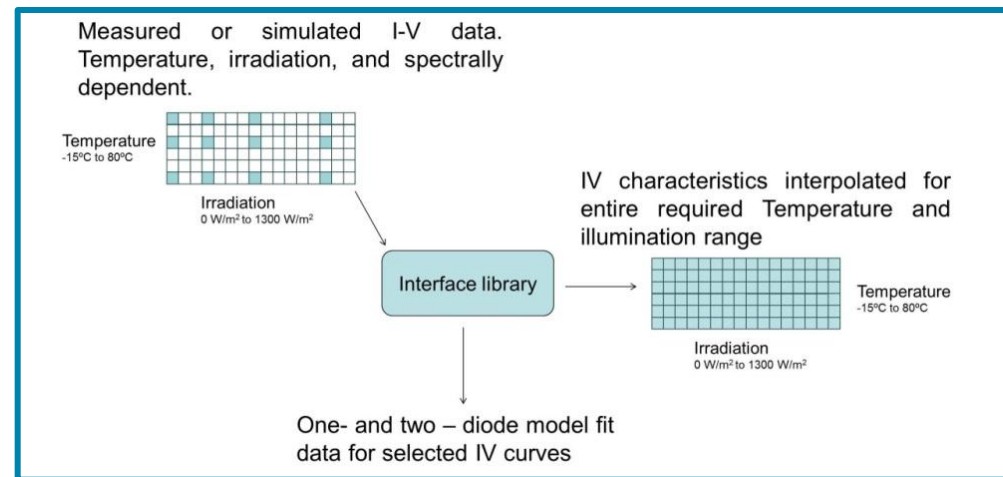 Measured or simulated I-V data.
Temperature, irradiation, and spectrally
dependent.
Temperature
-15ºC to 80ºC
Irradiation
0 W/m² to 1300 W/m²
IV characteristics interpolated for
entire required Temperature and
illumination range
Interface library
Temperature
-15ºC to 80ºC
Irradiation
0 W/m² to 1300 W/m²
One- and two – diode model fit
data for selected IV curves